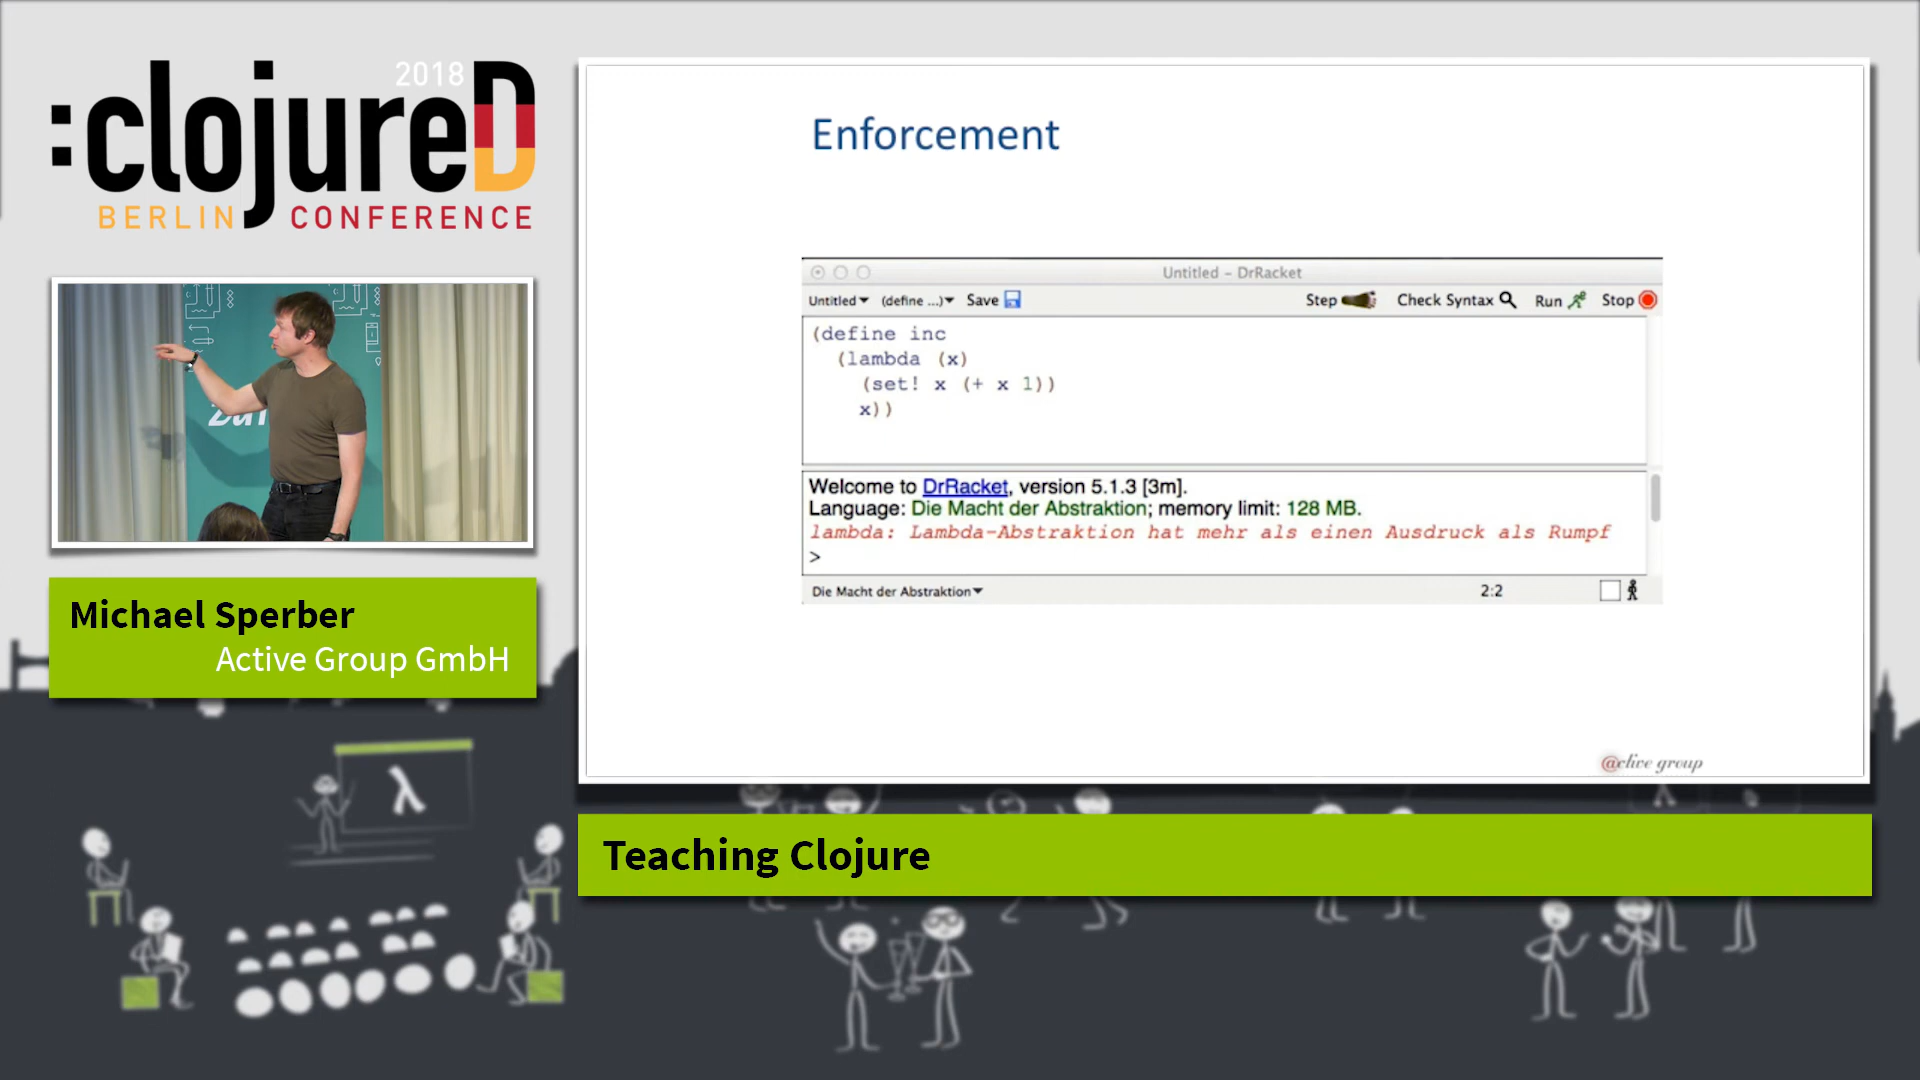 2018
:clojureD
BERLIN CONFERENCE
Michael Sperber
Active Group GmbH
Enforcement
Untitled – DrRacket
Untitled (define ...) Save Step Check Syntax Run Stop
(define inc
(lambda (x)
(set! x (+ x 1))
x))
Welcome to DrRacket, version 5.1.3 [3m].
Language: Die Macht der Abstraktion; memory limit: 128 MB.
lambda: Lambda-Abstraktion hat mehr als einen Ausdruck als Rumpf
>
Die Macht der Abstraktion 2:2
@ctive group
Teaching Clojure
λ